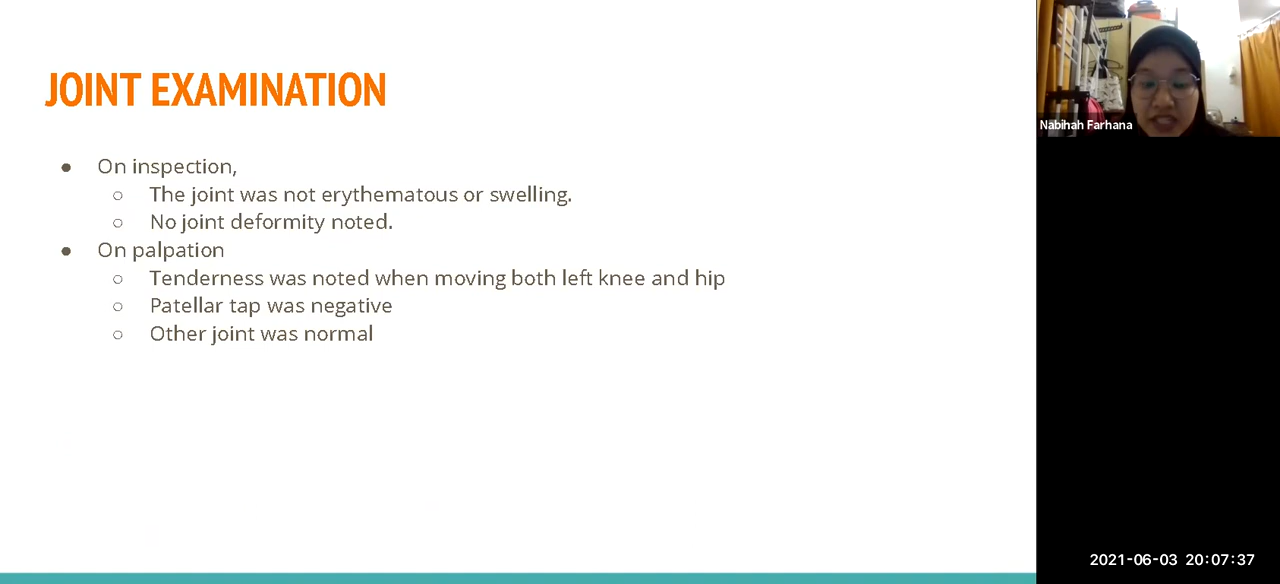 JOINT EXAMINATION
● On inspection,
○ The joint was not erythematous or swelling.
○ No joint deformity noted.
● On palpation
○ Tenderness was noted when moving both left knee and hip
○ Patellar tap was negative
○ Other joint was normal
Nabihah Farhana
2021-06-03 20:07:37